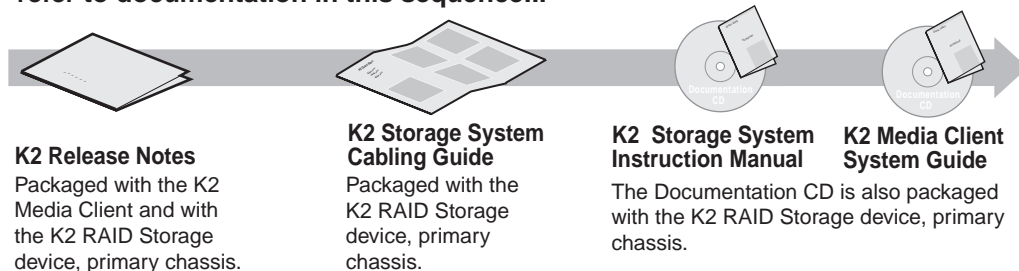 refer to documentation in this sequence...
Documentation
CD
Documentation
CD
K2 Release Notes
Packaged with the K2
Media Client and with
the K2 RAID Storage
device, primary chassis.
K2 Storage System
Cabling Guide
Packaged with the
K2 RAID Storage
device, primary
chassis.
K2 Storage System
Instruction Manual
K2 Media Client
System Guide
The Documentation CD is also packaged
with the K2 RAID Storage device, primary
chassis.